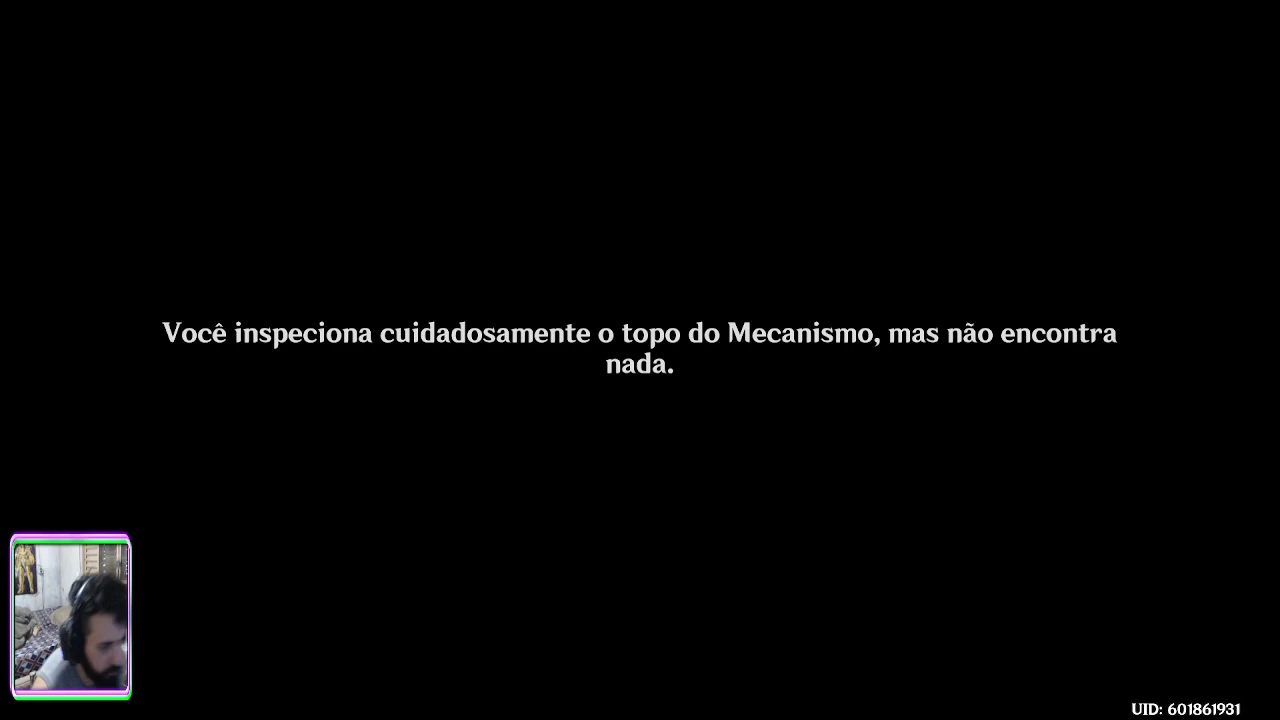 Você inspeciona cuidadosamente o topo do Mecanismo, mas não encontra
nada.
UID: 601861931